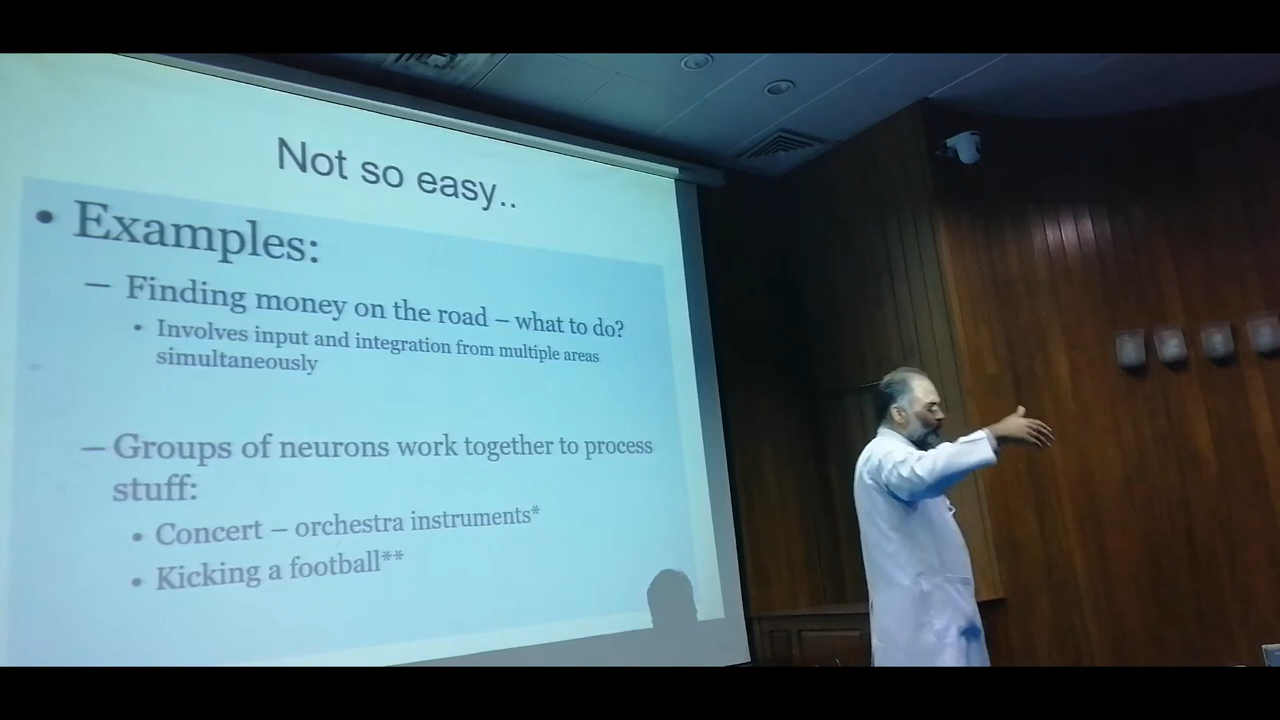 Not so easy..
• Examples:
– Finding money on the road – what to do?
• Involves input and integration from multiple areas
simultaneously
– Groups of neurons work together to process
stuff:
• Concert – orchestra instruments*
• Kicking a football**